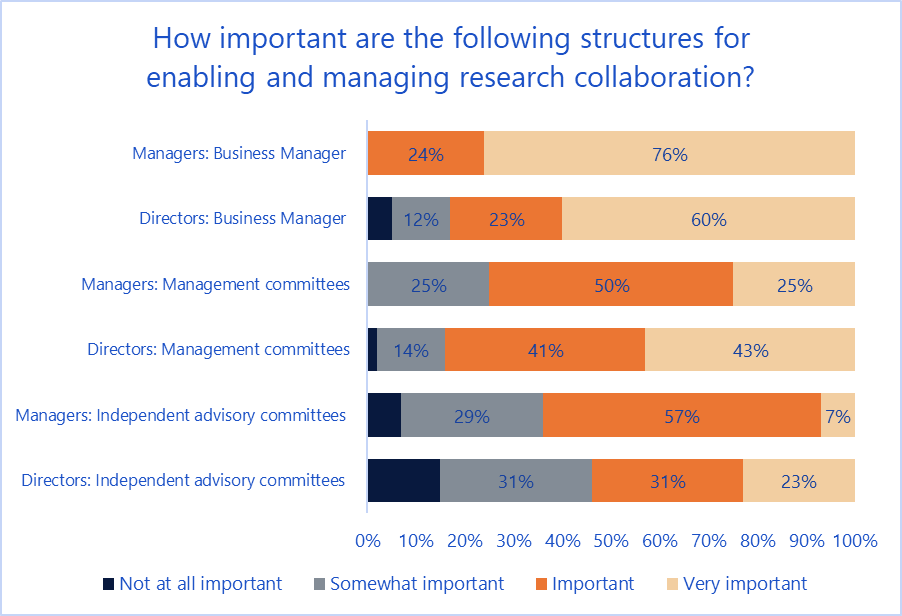 How important are the following structures for
enabling and managing research collaboration?
Managers: Business Manager 24% 76%
Directors: Business Manager 12% 23% 60%
Managers: Management committees 25% 50% 25%
Directors: Management committees 14% 41% 43%
Managers: Independent advisory committees 29% 57% 7%
Directors: Independent advisory committees 31% 31% 23%
0% 10% 20% 30% 40% 50% 60% 70% 80% 90% 100%
Not at all important Somewhat important Important Very important